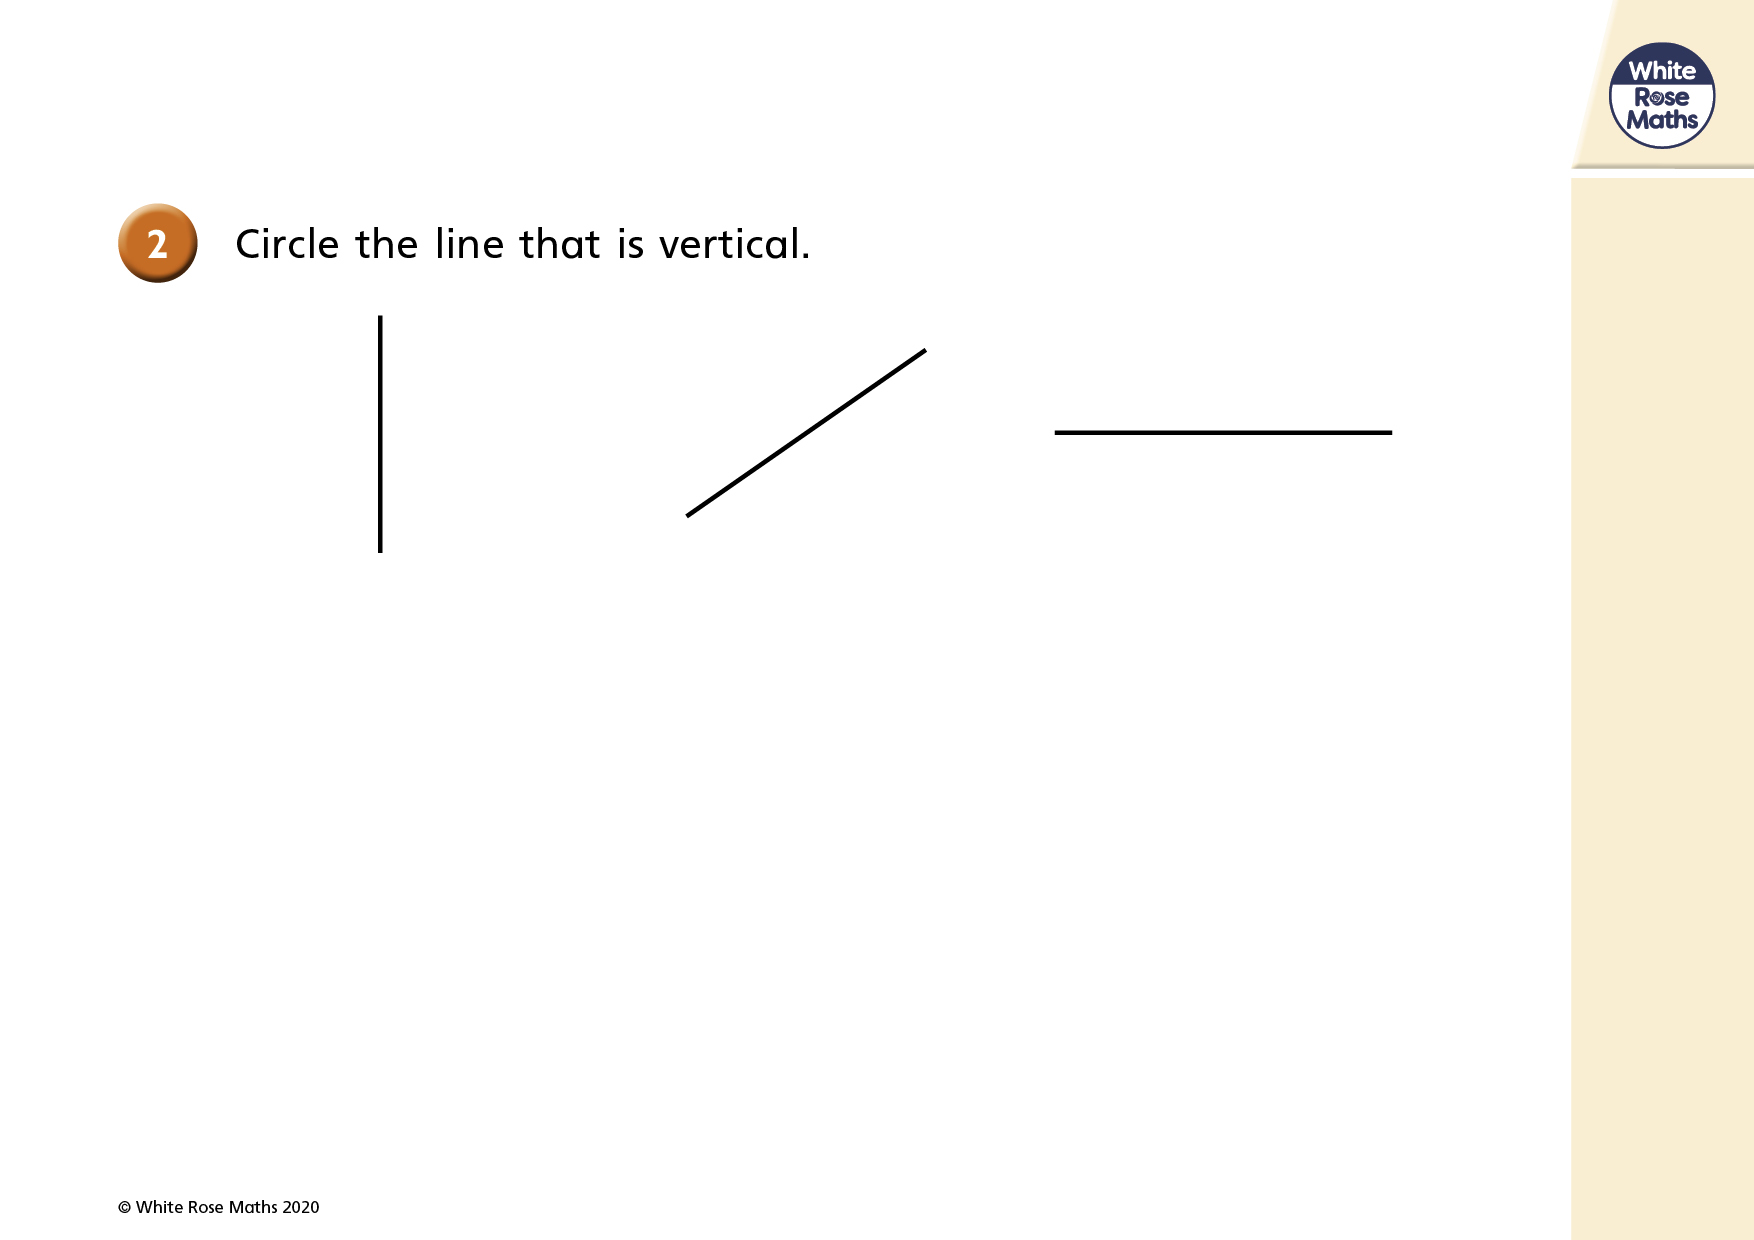 White
Rose
Maths
2 Circle the line that is vertical.
© White Rose Maths 2020